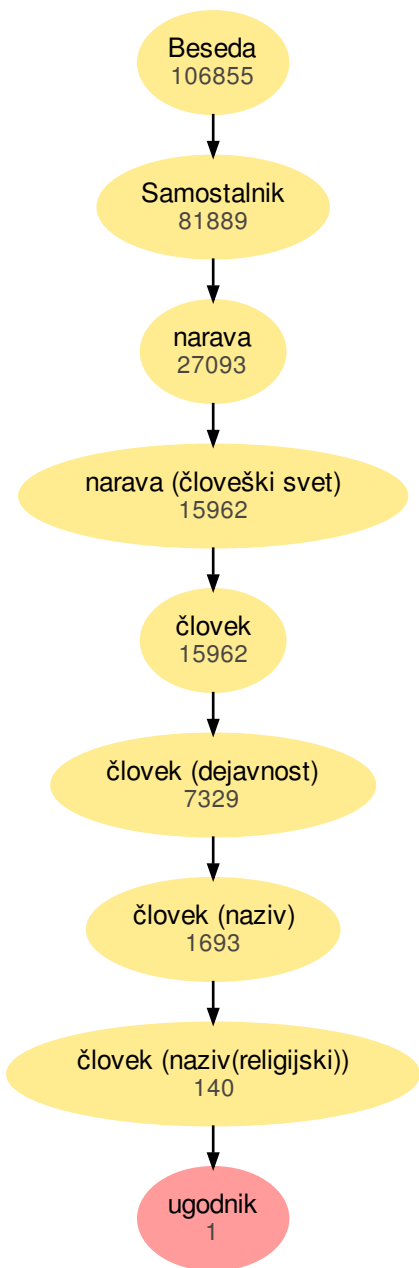 Beseda
106855
Samostalnik
81889
narava
27093
narava (človeški svet)
15962
človek
15962
človek (dejavnost)
7329
človek (naziv)
1693
človek (naziv(religijski))
140
ugodnik
1